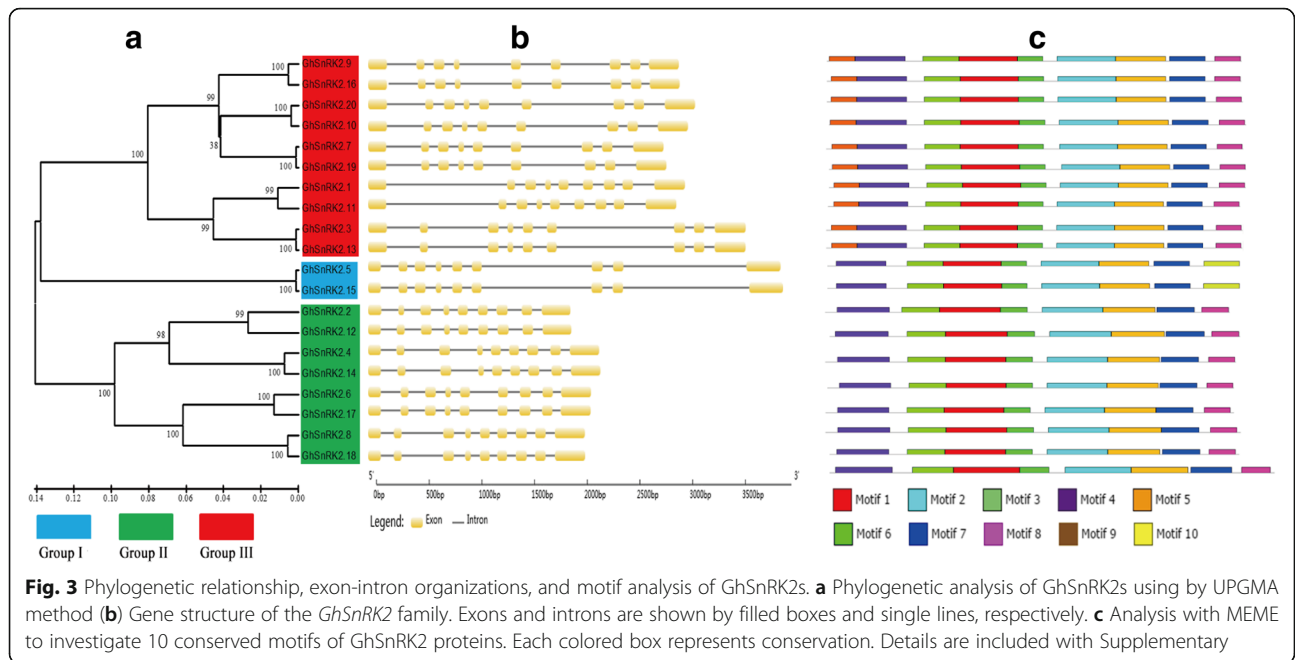 a
b
c
GhSnRK2.9
GhSnRK2.16
GhSnRK2.20
GhSnRK2.10
GhSnRK2.7
GhSnRK2.19
GhSnRK2.1
GhSnRK2.11
GhSnRK2.3
GhSnRK2.13
GhSnRK2.5
GhSnRK2.15
GhSnRK2.2
GhSnRK2.12
GhSnRK2.4
GhSnRK2.14
GhSnRK2.6
GhSnRK2.17
GhSnRK2.8
GhSnRK2.18
100
99
100
38
100
100
99
99
100
100
99
98
100
100
100
100
100
0.14 0.10 0.08 0.06 0.04 0.02 0.00
Group I Group II Group III
5' 3'
0bp 500bp 1000bp 1500bp 2000bp 2500bp 3000bp 3500bp
Legend: Exon Intron
Motif 1 Motif 2 Motif 3 Motif 4 Motif 5
Motif 6 Motif 7 Motif 8 Motif 9 Motif 10
Fig. 3 Phylogenetic relationship, exon-intron organizations, and motif analysis of GhSnRK2s. a Phylogenetic analysis of GhSnRK2s using by UPGMA
method (b) Gene structure of the GhSnRK2 family. Exons and introns are shown by filled boxes and single lines, respectively. c Analysis with MEME
to investigate 10 conserved motifs of GhSnRK2 proteins. Each colored box represents conservation. Details are included with Supplementary